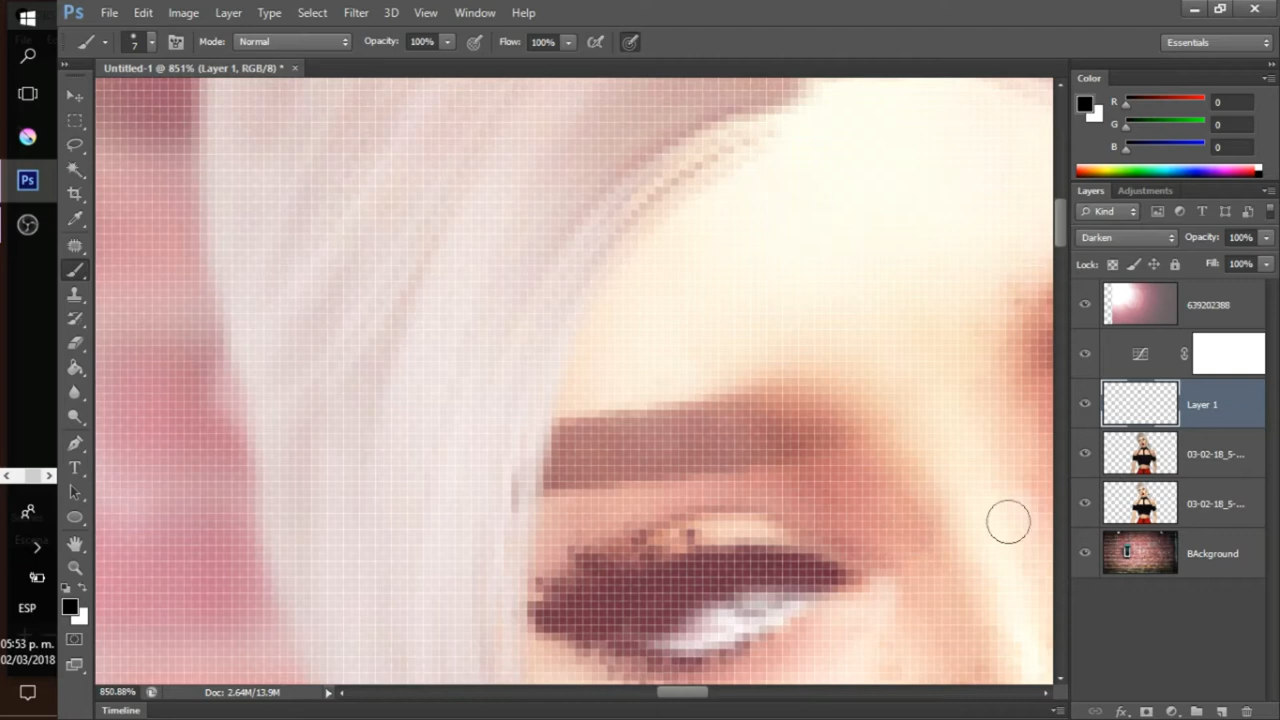 Ps File Edit Image Layer Type Select Filter 3D View Window Help
7 Mode: Normal Opacity: 100% Flow: 100% Essentials
Untitled-1 @ 851% (Layer 1, RGB/8) * ×
Color
R 0
G 0
B 0
Layers Adjustments
Kind
Darken Opacity: 100%
Lock: Fill: 100%
639202388
Layer 1
03-02-18_5-...
03-02-18_5-...
BAckground
Ps
ESP
05:53 p. m.
02/03/2018
850.88% Doc: 2.64M/13.9M
Timeline